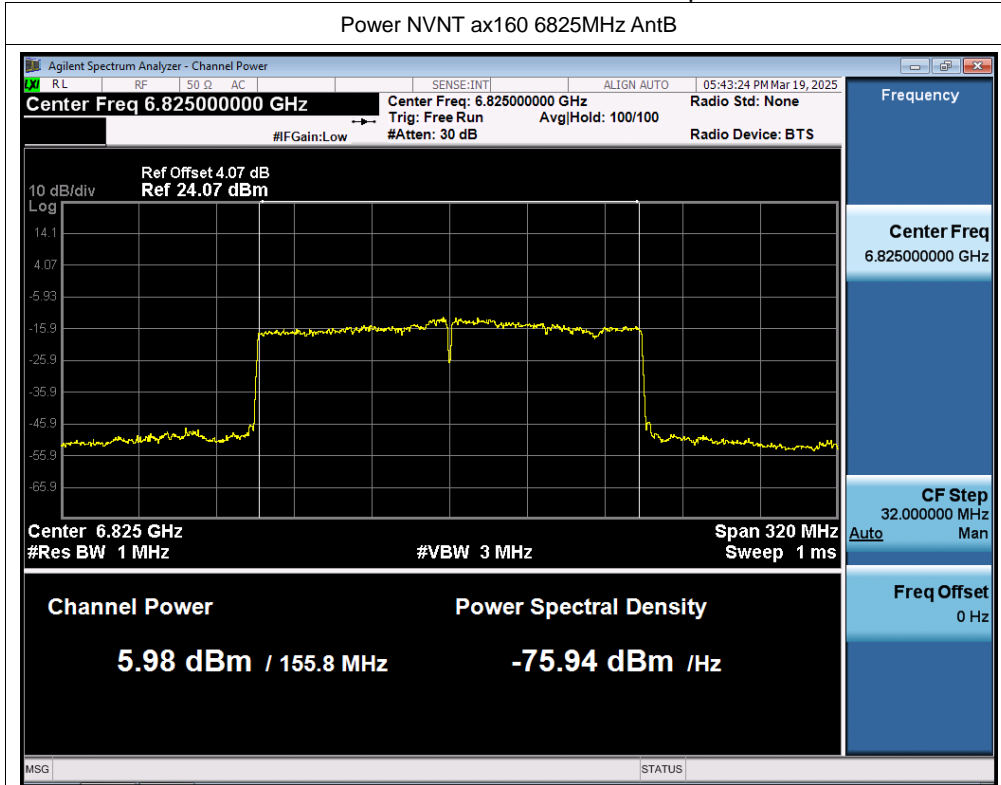 Power NVNT ax160 6825MHz AntB
Agilent Spectrum Analyzer - Channel Power
LXI RL RF 50 Ω AC SENSE:INT ALIGN AUTO 05:43:24 PM Mar 19, 2025
Center Freq 6.825000000 GHz Center Freq: 6.825000000 GHz Radio Std: None
Trig: Free Run Avg|Hold: 100/100
#IFGain:Low #Atten: 30 dB Radio Device: BTS
Frequency
Ref Offset 4.07 dB
10 dB/div Ref 24.07 dBm
Log
14.1
4.07
-5.93
-15.9
-25.9
-35.9
-45.9
-55.9
-65.9
Center 6.825 GHz Span 320 MHz
#Res BW 1 MHz #VBW 3 MHz Sweep 1 ms
Channel Power Power Spectral Density
5.98 dBm / 155.8 MHz -75.94 dBm /Hz
Center Freq
6.825000000 GHz
CF Step
32.000000 MHz
Auto Man
Freq Offset
0 Hz
MSG STATUS